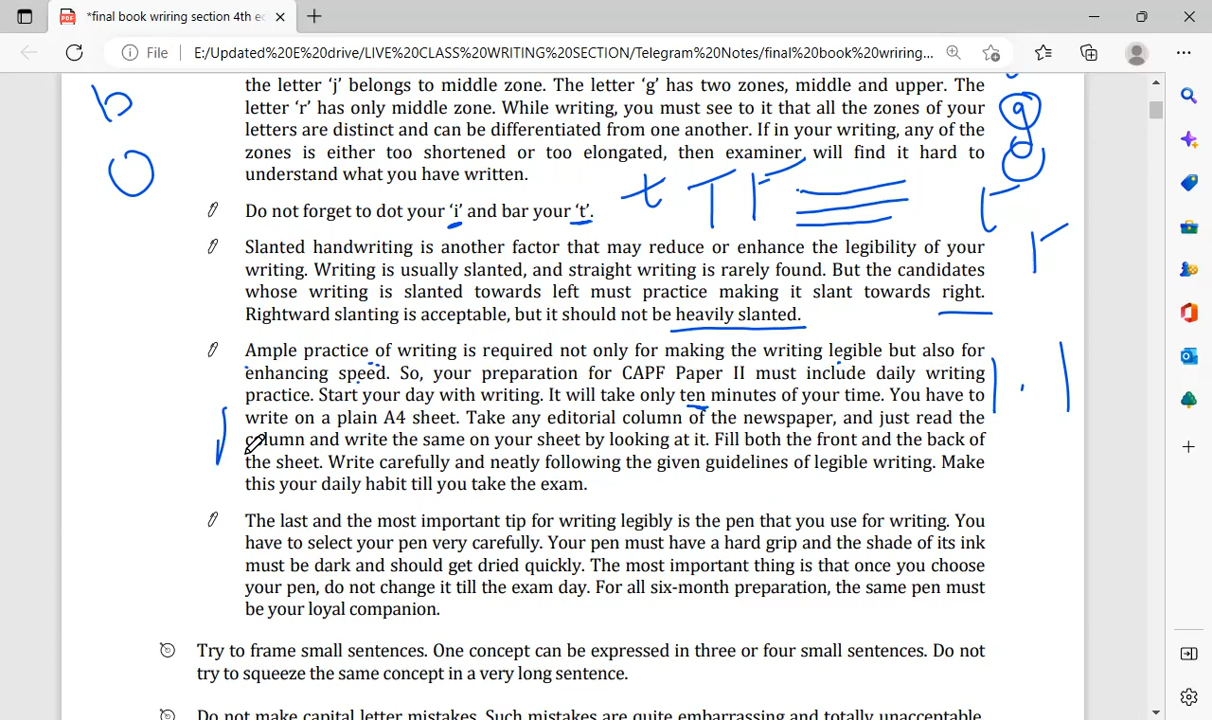 *final book wriring section 4th ec
File
E:/Updated%20E%20drive/LIVE%20CLASS%20WRITING%20SECTION/Telegram%20Notes/final%20book%20wriring...
the letter ‘j’ belongs to middle zone. The letter ‘g’ has two zones, middle and upper. The
letter ‘r’ has only middle zone. While writing, you must see to it that all the zones of your
letters are distinct and can be differentiated from one another. If in your writing, any of the
zones is either too shortened or too elongated, then examiner will find it hard to
understand what you have written.
b
g
t T F
r
r
Do not forget to dot your ‘i’ and bar your ‘t’.
Slanted handwriting is another factor that may reduce or enhance the legibility of your
writing. Writing is usually slanted, and straight writing is rarely found. But the candidates
whose writing is slanted towards left must practice making it slant towards right.
Rightward slanting is acceptable, but it should not be heavily slanted.
Ample practice of writing is required not only for making the writing legible but also for
enhancing speed. So, your preparation for CAPF Paper II must include daily writing
practice. Start your day with writing. It will take only ten minutes of your time. You have to
write on a plain A4 sheet. Take any editorial column of the newspaper, and just read the
column and write the same on your sheet by looking at it. Fill both the front and the back of
the sheet. Write carefully and neatly following the given guidelines of legible writing. Make
this your daily habit till you take the exam.
The last and the most important tip for writing legibly is the pen that you use for writing. You
have to select your pen very carefully. Your pen must have a hard grip and the shade of its ink
must be dark and should get dried quickly. The most important thing is that once you choose
your pen, do not change it till the exam day. For all six-month preparation, the same pen must
be your loyal companion.
Try to frame small sentences. One concept can be expressed in three or four small sentences. Do not
try to squeeze the same concept in a very long sentence.
Do not make capital letter mistakes. Such mistakes are quite embarrassing and totally unacceptable.